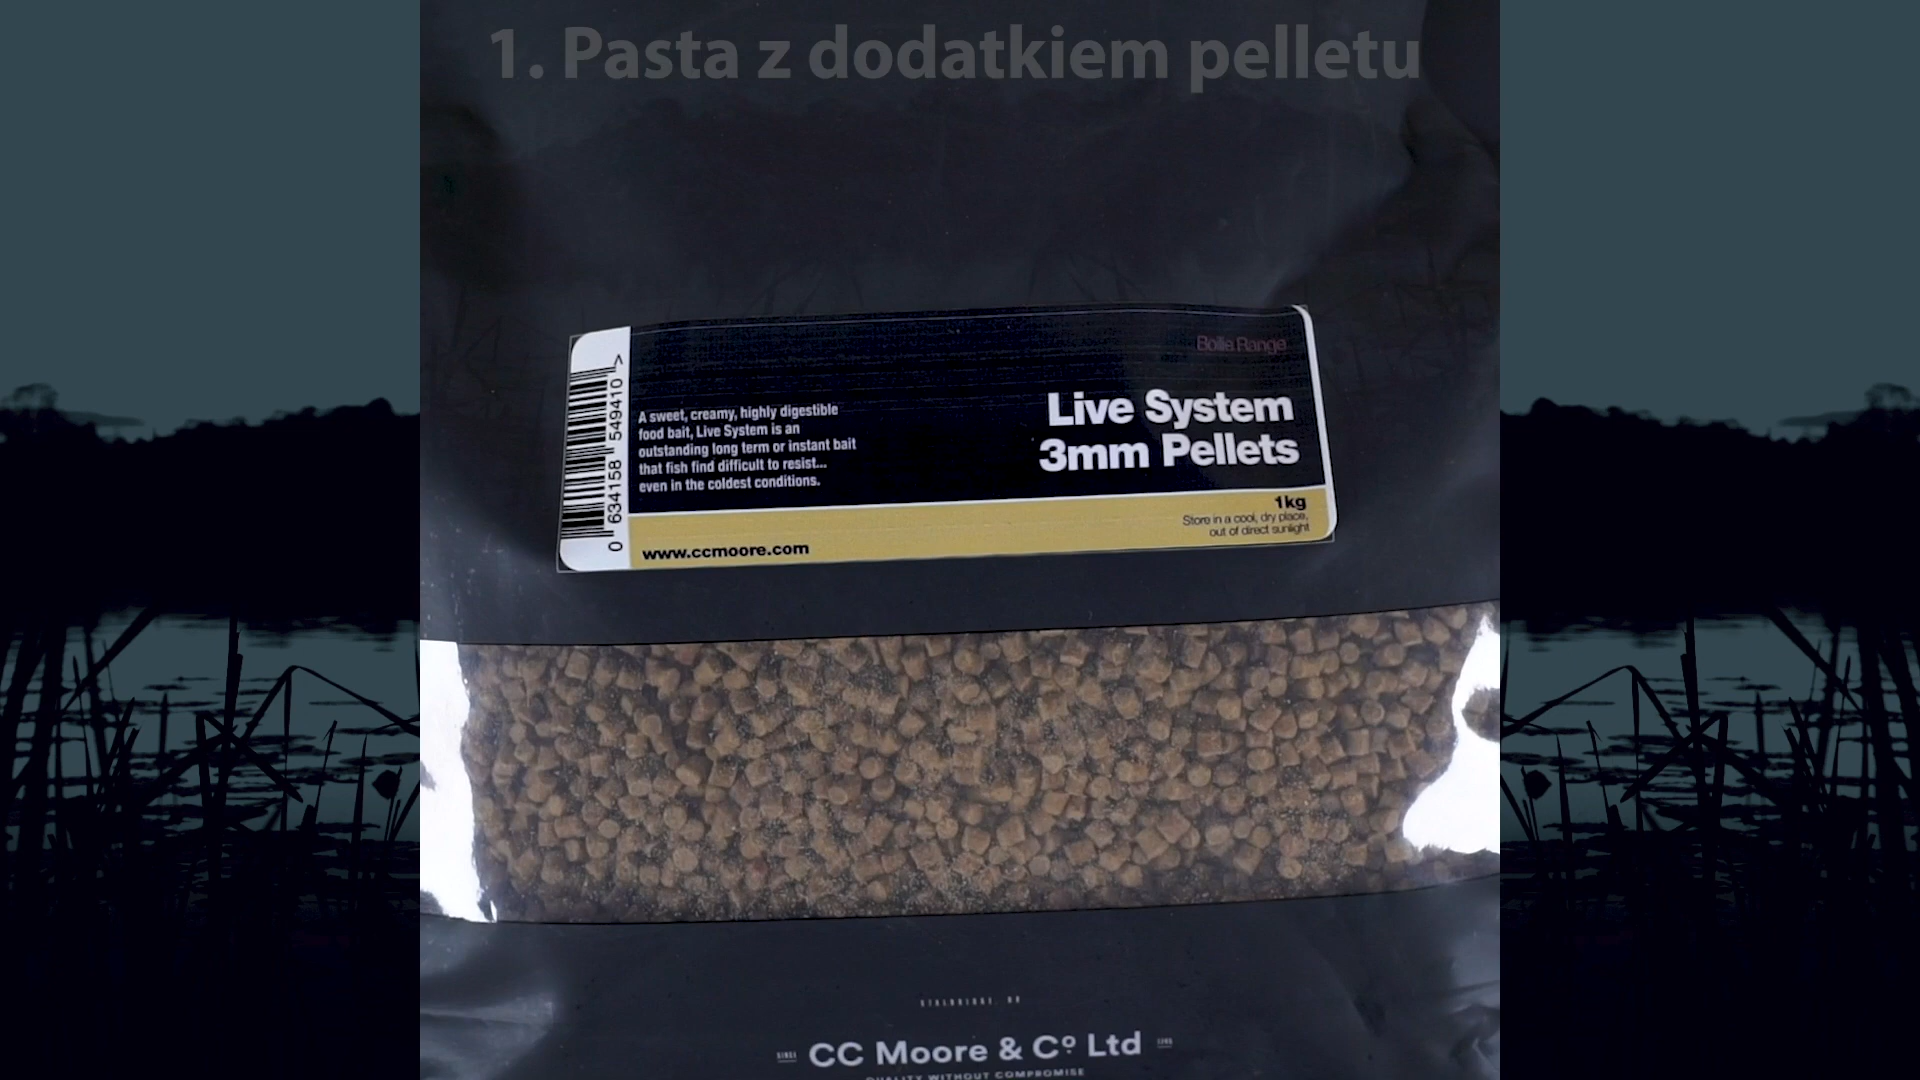 1. Pasta z dodatkiem pelletu
Boilie Range
Live System
3mm Pellets
A sweet, creamy, highly digestible
food bait, Live System is an
outstanding long term or instant bait
that fish find difficult to resist...
even in the coldest conditions.
0 634158 549410 >
1kg
Store in a cool, dry place,
out of direct sunlight
www.ccmoore.com
STALBRIDGE, UK
SINCE
CC Moore & Cº Ltd
QUALITY WITHOUT COMPROMISE